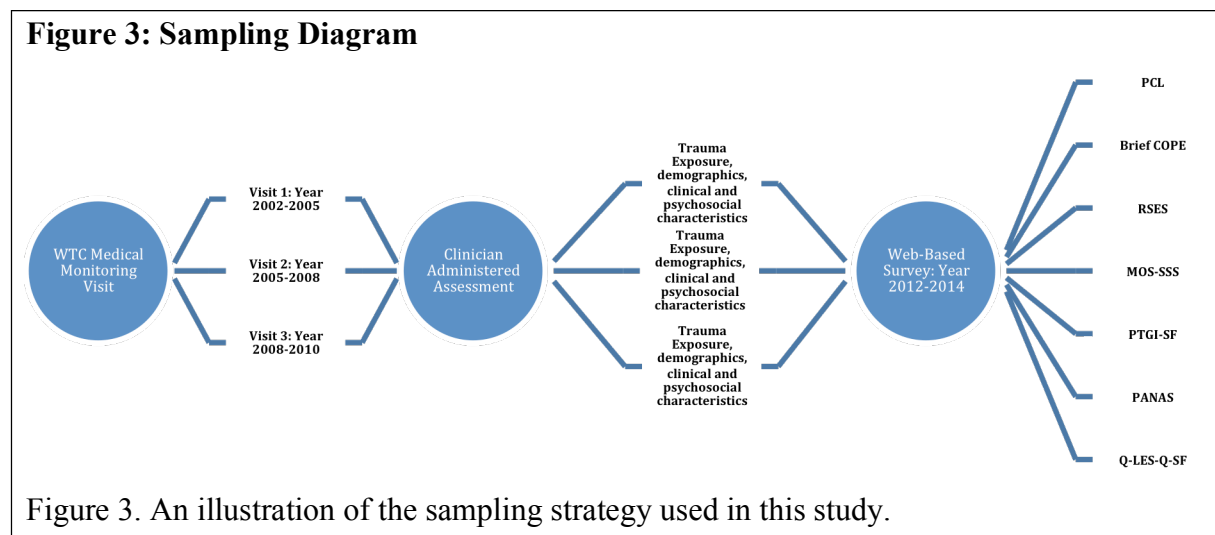 Figure 3: Sampling Diagram
WTC Medical
Monitoring
Visit
Visit 1: Year
2002-2005
Visit 2: Year
2005-2008
Visit 3: Year
2008-2010
Clinician
Administered
Assessment
Trauma
Exposure,
demographics,
clinical and
psychosocial
characteristics
Trauma
Exposure,
demographics,
clinical and
psychosocial
characteristics
Trauma
Exposure,
demographics,
clinical and
psychosocial
characteristics
Web-Based
Survey: Year
2012-2014
PCL
Brief COPE
RSES
MOS-SSS
PTGI-SF
PANAS
Q-LES-Q-SF
Figure 3. An illustration of the sampling strategy used in this study.